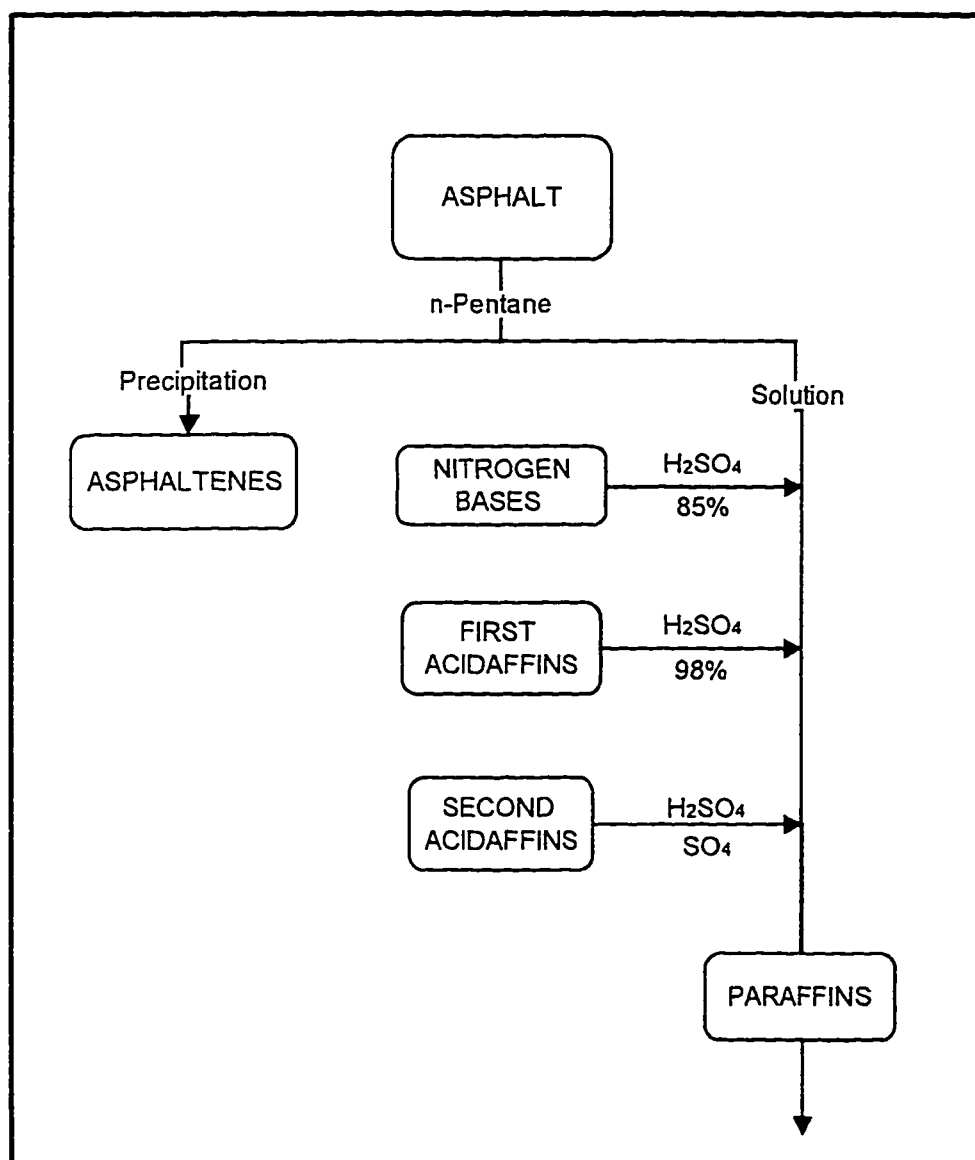 ASPHALT
n-Pentane
Precipitation
Solution
ASPHALTENES
NITROGEN
BASES
H₂SO₄
85%
FIRST
ACIDAFFINS
H₂SO₄
98%
SECOND
ACIDAFFINS
H₂SO₄
SO₄
PARAFFINS